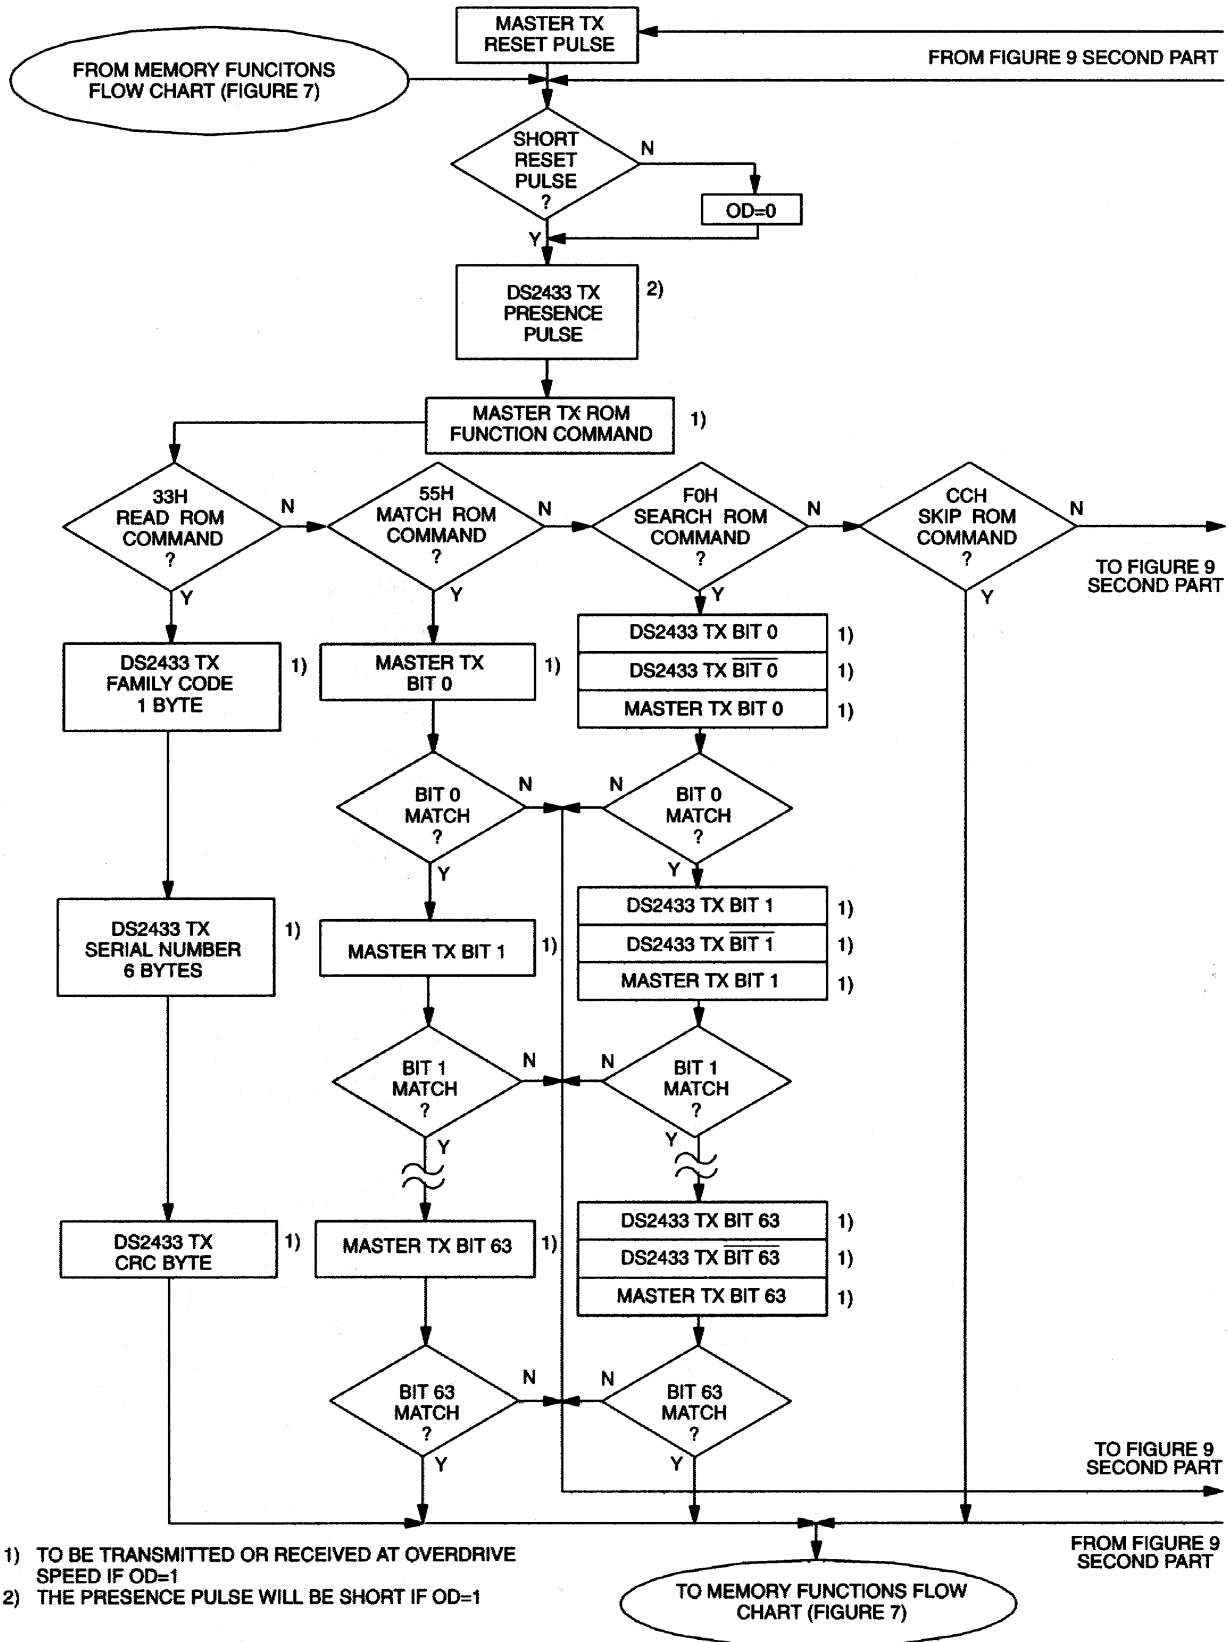 MASTER TX
RESET PULSE
FROM FIGURE 9 SECOND PART
FROM MEMORY FUNCITONS
FLOW CHART (FIGURE 7)
SHORT
RESET
PULSE
?
N
OD=0
Y
DS2433 TX
PRESENCE
PULSE
2)
MASTER TX ROM
FUNCTION COMMAND
1)
33H
READ ROM
COMMAND
?
N
Y
55H
MATCH ROM
COMMAND
?
N
Y
F0H
SEARCH ROM
COMMAND
?
N
Y
CCH
SKIP ROM
COMMAND
?
N
Y
TO FIGURE 9
SECOND PART
DS2433 TX
FAMILY CODE
1 BYTE
1)
MASTER TX
BIT 0
1)
DS2433 TX BIT 0
1)
DS2433 TX B̅I̅T̅ ̅0̅
1)
MASTER TX BIT 0
1)
BIT 0
MATCH
?
N
Y
N
BIT 0
MATCH
?
Y
DS2433 TX
SERIAL NUMBER
6 BYTES
1)
MASTER TX BIT 1
1)
DS2433 TX BIT 1
1)
DS2433 TX B̅I̅T̅ ̅1̅
1)
MASTER TX BIT 1
1)
BIT 1
MATCH
?
N
Y
N
BIT 1
MATCH
?
Y
DS2433 TX
CRC BYTE
1)
MASTER TX BIT 63
1)
DS2433 TX BIT 63
1)
DS2433 TX B̅I̅T̅ ̅6̅3̅
1)
MASTER TX BIT 63
1)
BIT 63
MATCH
?
N
Y
N
BIT 63
MATCH
?
Y
TO FIGURE 9
SECOND PART
FROM FIGURE 9
SECOND PART
1) TO BE TRANSMITTED OR RECEIVED AT OVERDRIVE
SPEED IF OD=1
2) THE PRESENCE PULSE WILL BE SHORT IF OD=1
TO MEMORY FUNCTIONS FLOW
CHART (FIGURE 7)